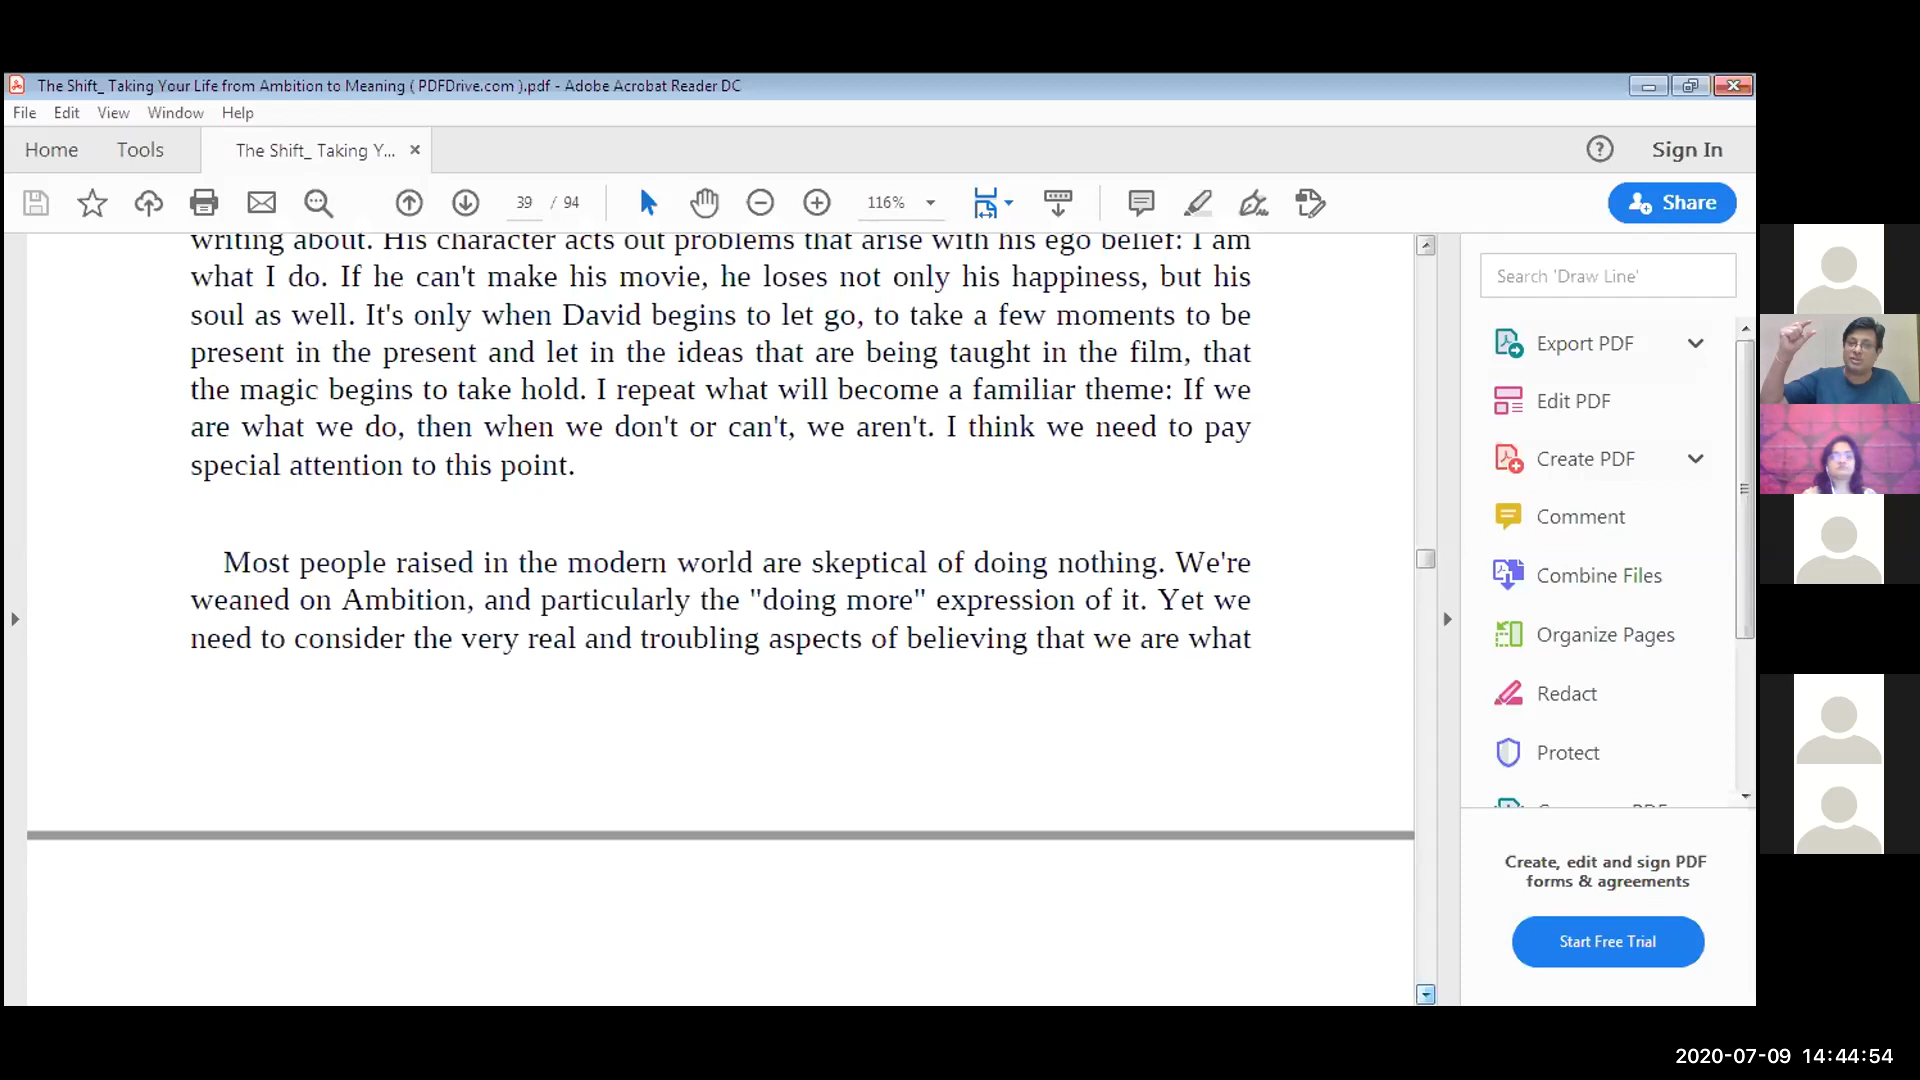 The Shift_ Taking Your Life from Ambition to Meaning ( PDFDrive.com ).pdf - Adobe Acrobat Reader DC
File Edit View Window Help
Home Tools The Shift_ Taking Y... Sign In
39 / 94 116% Share
writing about. His character acts out problems that arise with his ego belief: I am
what I do. If he can't make his movie, he loses not only his happiness, but his
soul as well. It's only when David begins to let go, to take a few moments to be
present in the present and let in the ideas that are being taught in the film, that
the magic begins to take hold. I repeat what will become a familiar theme: If we
are what we do, then when we don't or can't, we aren't. I think we need to pay
special attention to this point.
Most people raised in the modern world are skeptical of doing nothing. We're
weaned on Ambition, and particularly the "doing more" expression of it. Yet we
need to consider the very real and troubling aspects of believing that we are what
Search 'Draw Line'
Export PDF
Edit PDF
Create PDF
Comment
Combine Files
Organize Pages
Redact
Protect
Create, edit and sign PDF
forms & agreements
Start Free Trial
2020-07-09 14:44:54